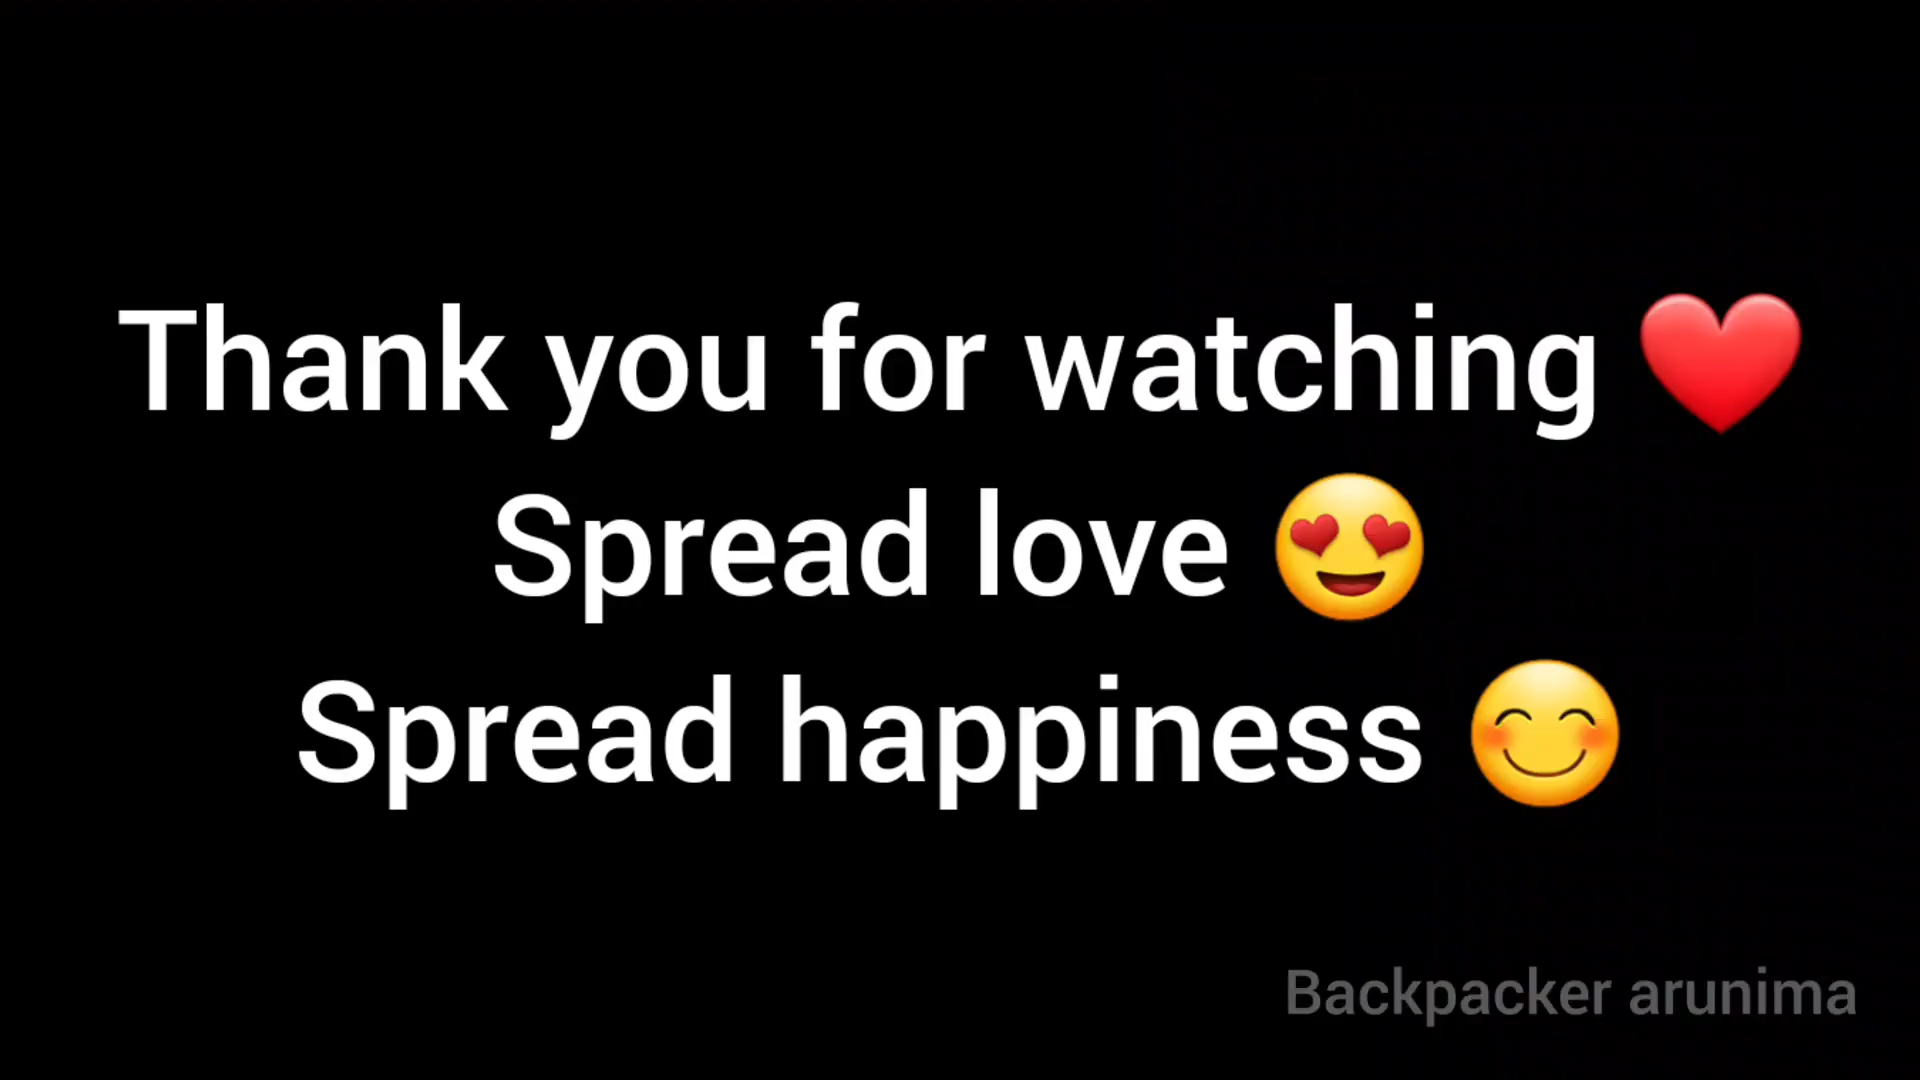 Thank you for watching ❤️
Spread love 😍
Spread happiness 😊
Backpacker arunima